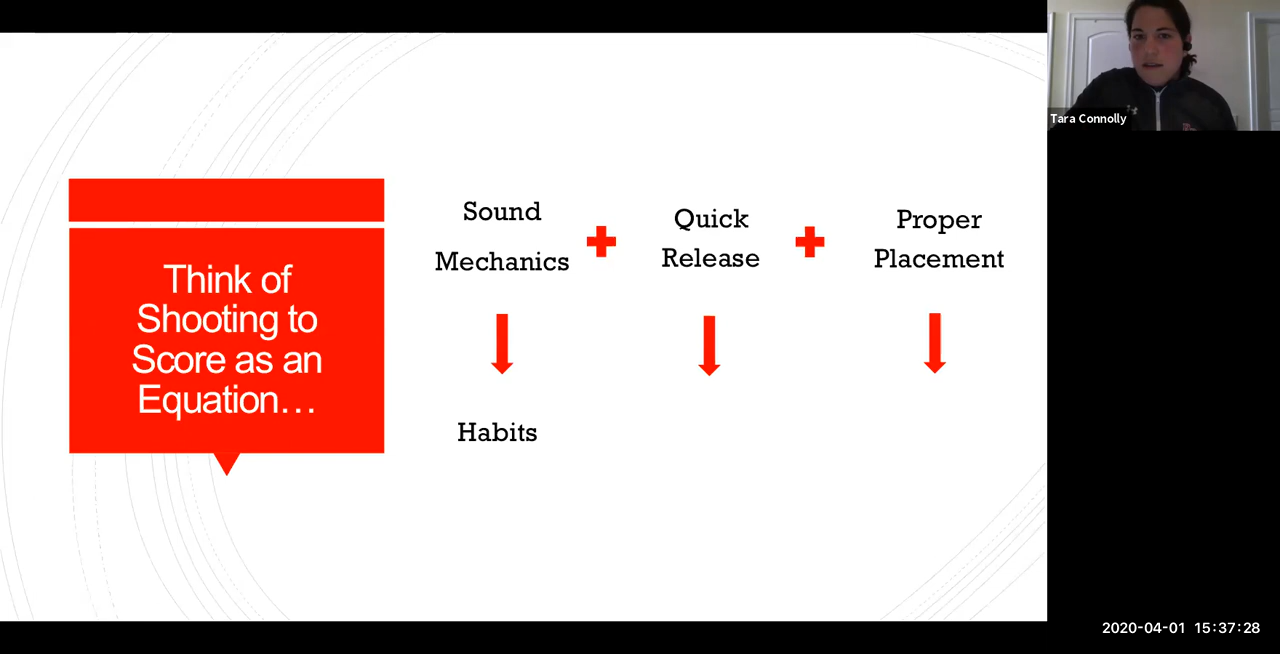 Think of
Shooting to
Score as an
Equation…
Sound
Mechanics
Quick
Release
Proper
Placement
Habits
Tara Connolly
2020-04-01 15:37:28